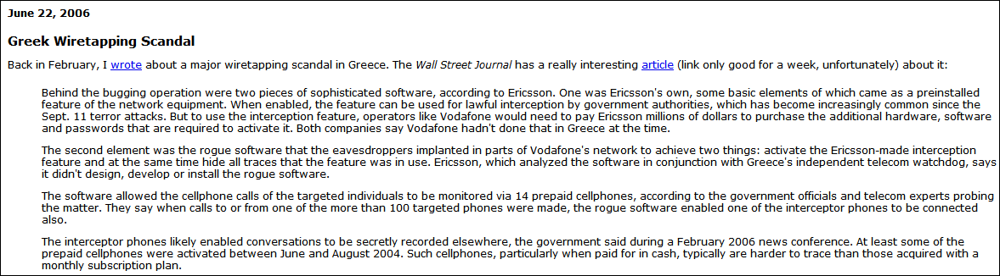 June 22, 2006
Greek Wiretapping Scandal
Back in February, I wrote about a major wiretapping scandal in Greece. The Wall Street Journal has a really interesting article (link only good for a week, unfortunately) about it:
Behind the bugging operation were two pieces of sophisticated software, according to Ericsson. One was Ericsson's own, some basic elements of which came as a preinstalled
feature of the network equipment. When enabled, the feature can be used for lawful interception by government authorities, which has become increasingly common since the
Sept. 11 terror attacks. But to use the interception feature, operators like Vodafone would need to pay Ericsson millions of dollars to purchase the additional hardware, software
and passwords that are required to activate it. Both companies say Vodafone hadn't done that in Greece at the time.
The second element was the rogue software that the eavesdroppers implanted in parts of Vodafone's network to achieve two things: activate the Ericsson-made interception
feature and at the same time hide all traces that the feature was in use. Ericsson, which analyzed the software in conjunction with Greece's independent telecom watchdog, says
it didn't design, develop or install the rogue software.
The software allowed the cellphone calls of the targeted individuals to be monitored via 14 prepaid cellphones, according to the government officials and telecom experts probing
the matter. They say when calls to or from one of the more than 100 targeted phones were made, the rogue software enabled one of the interceptor phones to be connected
also.
The interceptor phones likely enabled conversations to be secretly recorded elsewhere, the government said during a February 2006 news conference. At least some of the
prepaid cellphones were activated between June and August 2004. Such cellphones, particularly when paid for in cash, typically are harder to trace than those acquired with a
monthly subscription plan.